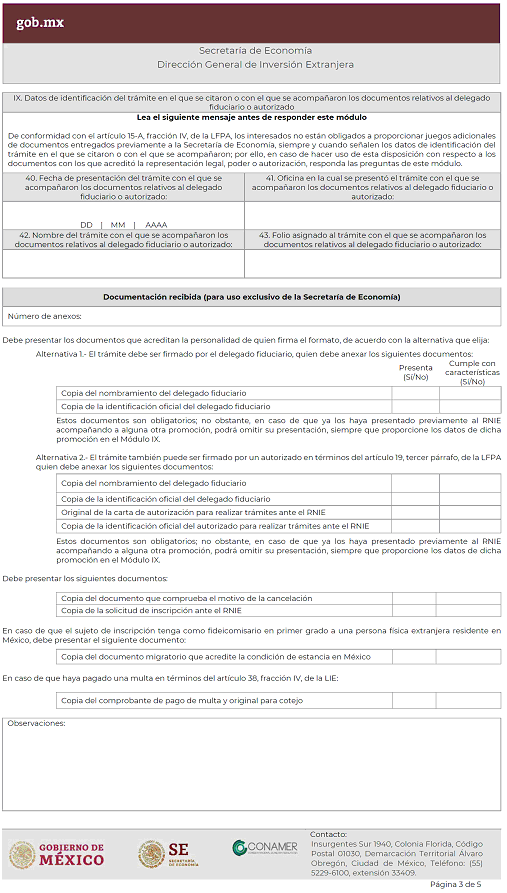 gob.mx
Secretaría de Economía
Dirección General de Inversión Extranjera
IX. Datos de identificación del trámite en el que se citaron o con el que se acompañaron los documentos relativos al delegado
fiduciario o autorizado
Lea el siguiente mensaje antes de responder este módulo
De conformidad con el artículo 15-A, fracción IV, de la LFPA, los interesados no están obligados a proporcionar juegos adicionales
de documentos entregados previamente a la Secretaría de Economía, siempre y cuando señalen los datos de identificación del
trámite en el que se citaron o con el que se acompañaron; por ello, en caso de hacer uso de esta disposición con respecto a los
documentos con los que acreditó la representación legal, poder o autorización, responda las preguntas de este módulo.
40. Fecha de presentación del trámite con el que se
acompañaron los documentos relativos al delegado
fiduciario o autorizado:
41. Oficina en la cual se presentó el trámite con el que se
acompañaron los documentos relativos al delegado fiduciario o
autorizado:
DD | MM | AAAA
42. Nombre del trámite con el que se acompañaron los
documentos relativos al delegado fiduciario o autorizado:
43. Folio asignado al trámite con el que se acompañaron los
documentos relativos al delegado fiduciario o autorizado:
Documentación recibida (para uso exclusivo de la Secretaría de Economía)
Número de anexos:
Debe presentar los documentos que acreditan la personalidad de quien firma el formato, de acuerdo con la alternativa que elija:
Alternativa 1.- El trámite debe ser firmado por el delegado fiduciario, quien debe anexar los siguientes documentos:
Presenta
(Sí/No)
Cumple con
características
(Sí/No)
Copia del nombramiento del delegado fiduciario
Copia de la identificación oficial del delegado fiduciario
Estos documentos son obligatorios; no obstante, en caso de que ya los haya presentado previamente al RNIE
acompañando a alguna otra promoción, podrá omitir su presentación, siempre que proporcione los datos de dicha
promoción en el Módulo IX.
Alternativa 2.- El trámite también puede ser firmado por un autorizado en términos del artículo 19, tercer párrafo, de la LFPA
quien debe anexar los siguientes documentos:
Copia del nombramiento del delegado fiduciario
Copia de la identificación oficial del delegado fiduciario
Original de la carta de autorización para realizar trámites ante el RNIE
Copia de la identificación oficial del autorizado para realizar trámites ante el RNIE
Estos documentos son obligatorios; no obstante, en caso de que ya los haya presentado previamente al RNIE
acompañando a alguna otra promoción, podrá omitir su presentación, siempre que proporcione los datos de dicha
promoción en el Módulo IX.
Debe presentar los siguientes documentos:
Copia del documento que comprueba el motivo de la cancelación
Copia de la solicitud de inscripción ante el RNIE
En caso de que el sujeto de inscripción tenga como fideicomisario en primer grado a una persona física extranjera residente en
México, debe presentar el siguiente documento:
Copia del documento migratorio que acredite la condición de estancia en México
En caso de que haya pagado una multa en términos del artículo 38, fracción IV, de la LIE:
Copia del comprobante de pago de multa y original para cotejo
Observaciones:
GOBIERNO DE
MÉXICO
SE
SECRETARÍA
DE ECONOMÍA
CONAMER
Contacto:
Insurgentes Sur 1940, Colonia Florida, Código
Postal 01030, Demarcación Territorial Álvaro
Obregón, Ciudad de México, Teléfono: (55)
5229-6100, extensión 33409.
Página 3 de 5